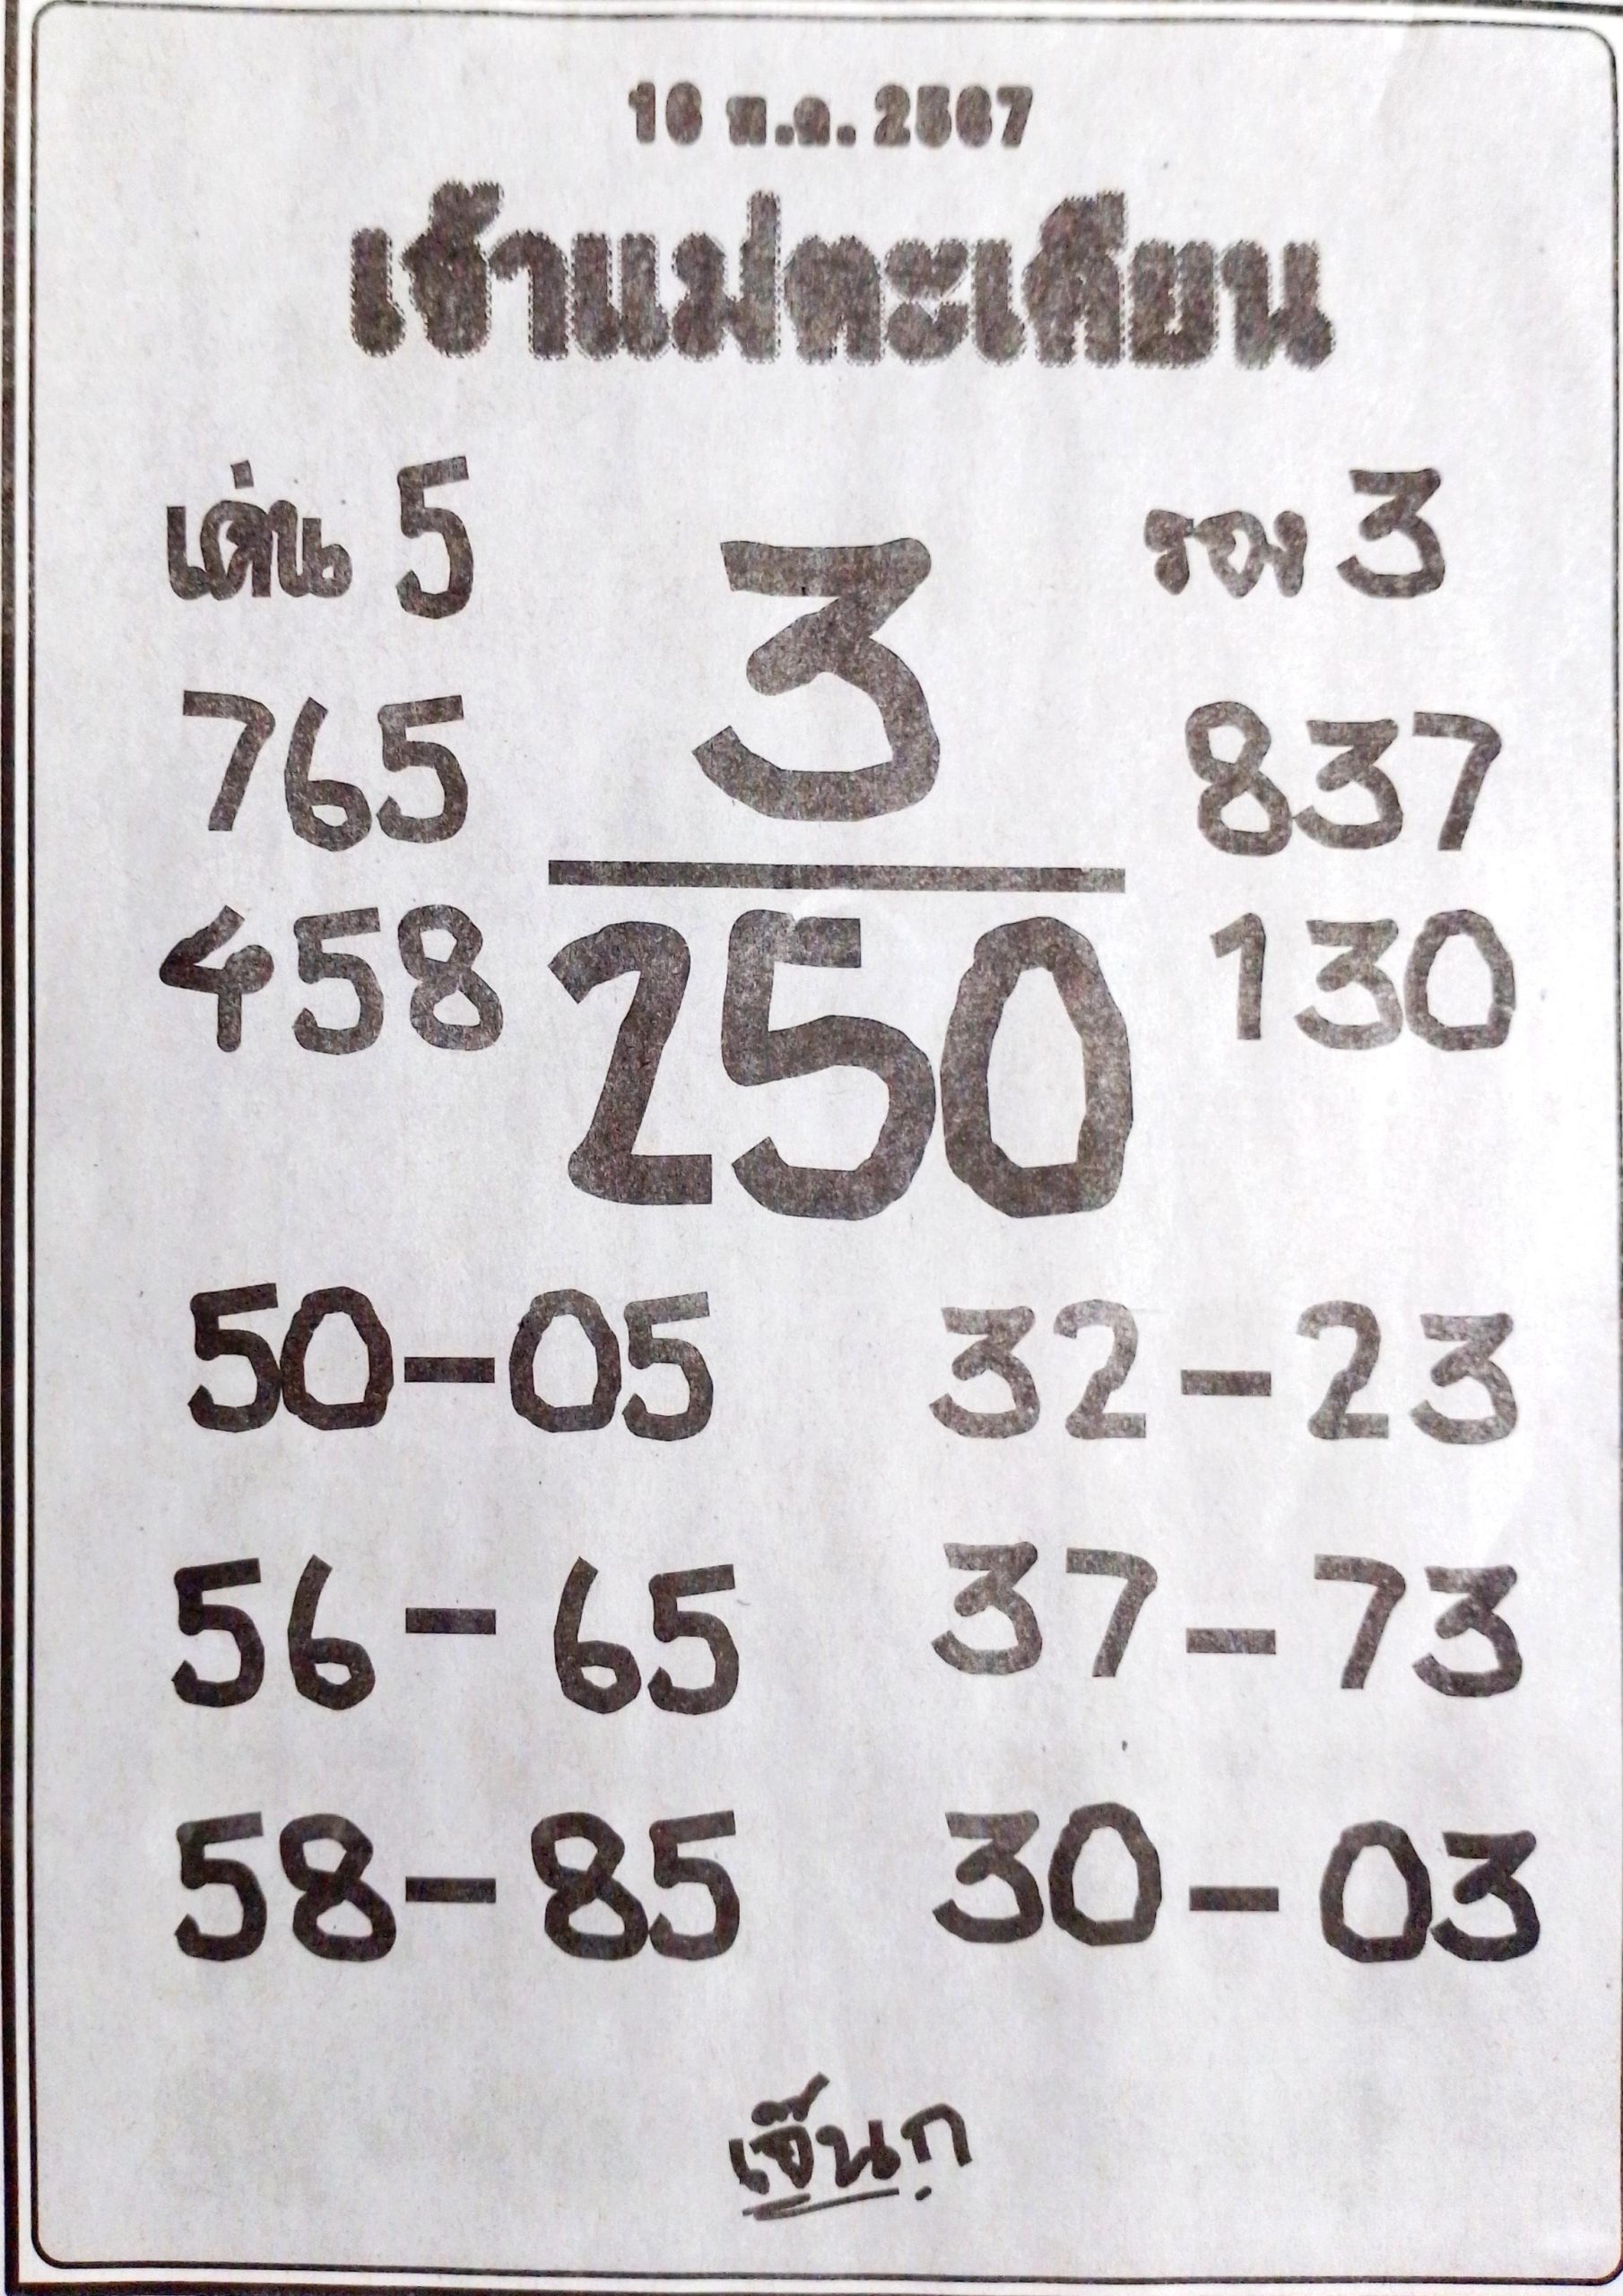 16 พ.ค. 2567
เจ้าแม่ตะเคียน
เด่น 5
รอง 3
3
765
837
250
458
130
50-05
32-23
56-65
37-73
58-85
30-03
เจ๊นก